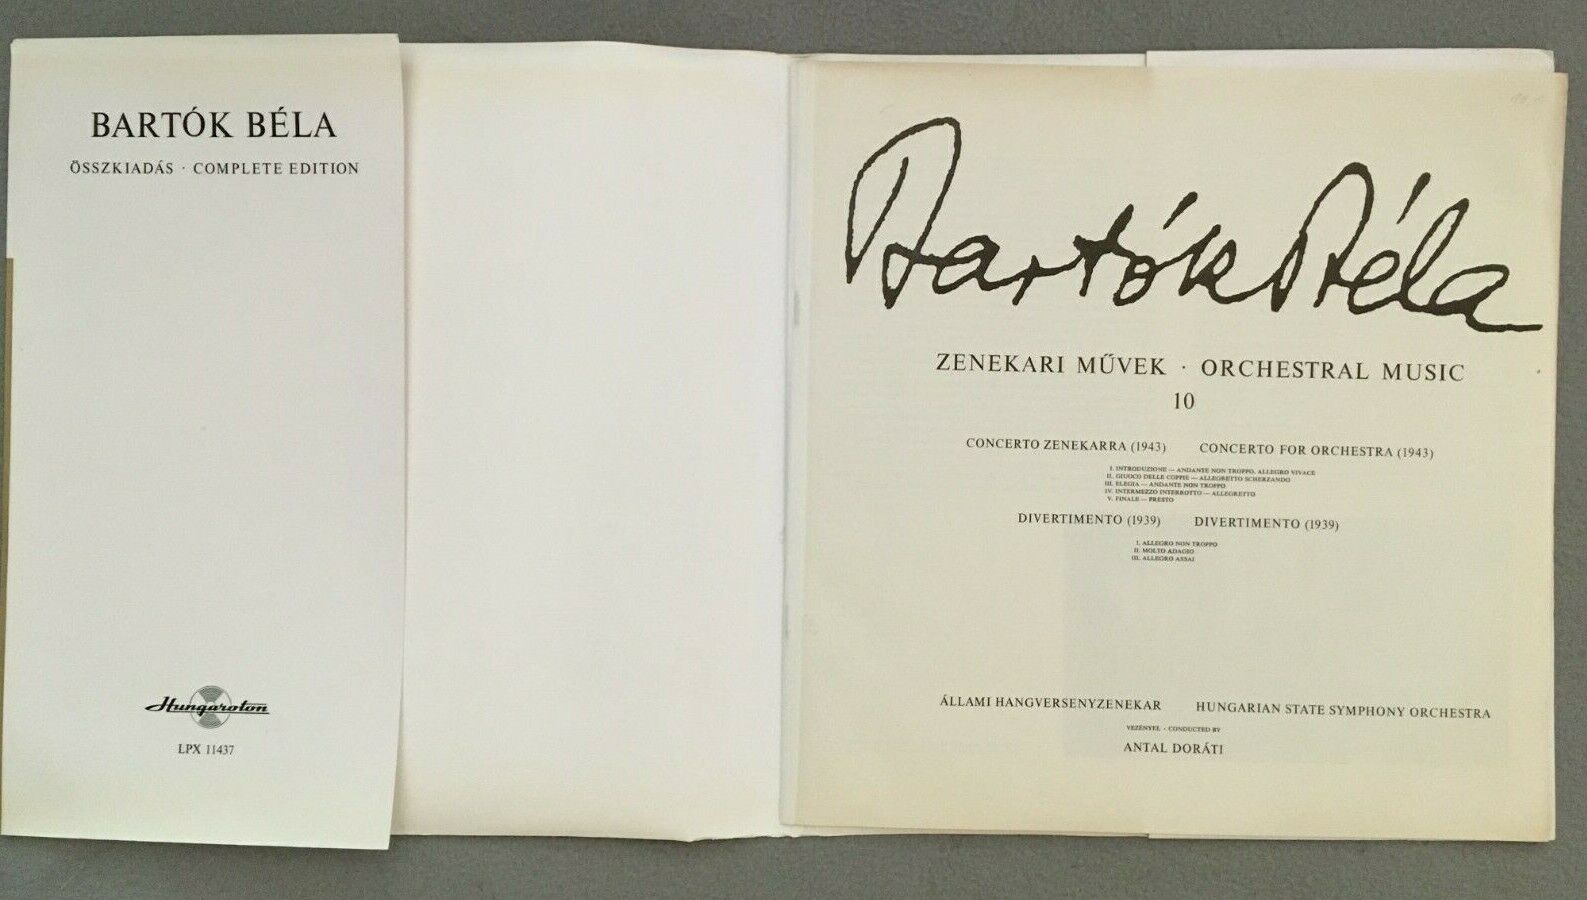 BARTÓK BÉLA
ÖSSZKIADÁS · COMPLETE EDITION
Hungaroton
LPX 11437
Bartók Béla
ZENEKARI MŰVEK · ORCHESTRAL MUSIC
10
CONCERTO ZENEKARRA (1943) CONCERTO FOR ORCHESTRA (1943)
I. INTRODUZIONE — ANDANTE NON TROPPO, ALLEGRO VIVACE
II. GIUOCO DELLE COPPIE — ALLEGRETTO SCHERZANDO
III. ELEGIA — ANDANTE NON TROPPO
IV. INTERMEZZO INTERROTTO — ALLEGRETTO
V. FINALE — PRESTO
DIVERTIMENTO (1939) DIVERTIMENTO (1939)
I. ALLEGRO NON TROPPO
II. MOLTO ADAGIO
III. ALLEGRO ASSAI
ÁLLAMI HANGVERSENYZENEKAR HUNGARIAN STATE SYMPHONY ORCHESTRA
VEZÉNYEL · CONDUCTED BY
ANTAL DORÁTI